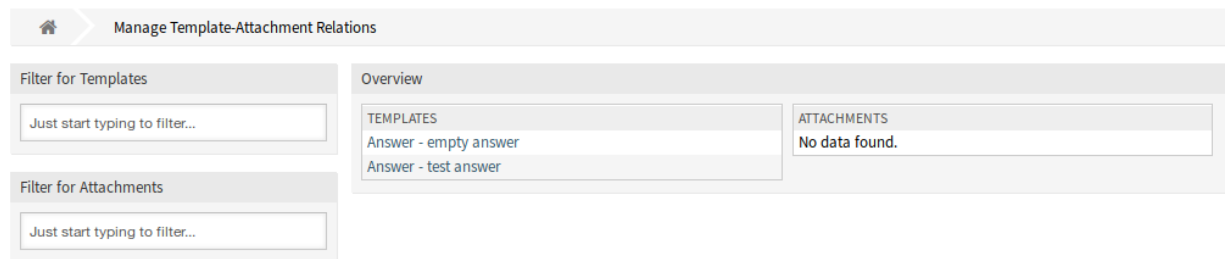 Manage Template-Attachment Relations
Filter for Templates
Just start typing to filter...
Filter for Attachments
Just start typing to filter...
Overview
TEMPLATES
Answer - empty answer
Answer - test answer
ATTACHMENTS
No data found.